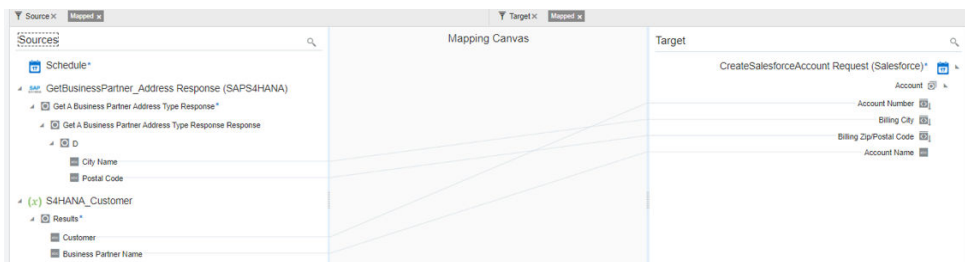 Source × Mapped × Target × Mapped ×
Sources
Mapping Canvas
Target
Schedule*
CreateSalesforceAccount Request (Salesforce)*
GetBusinessPartner_Address Response (SAPS4HANA)
Account
Get A Business Partner Address Type Response*
Account Number
Get A Business Partner Address Type Response Response
Billing City
D
Billing Zip/Postal Code
City Name
Account Name
Postal Code
(x) S4HANA_Customer
Results*
Customer
Business Partner Name